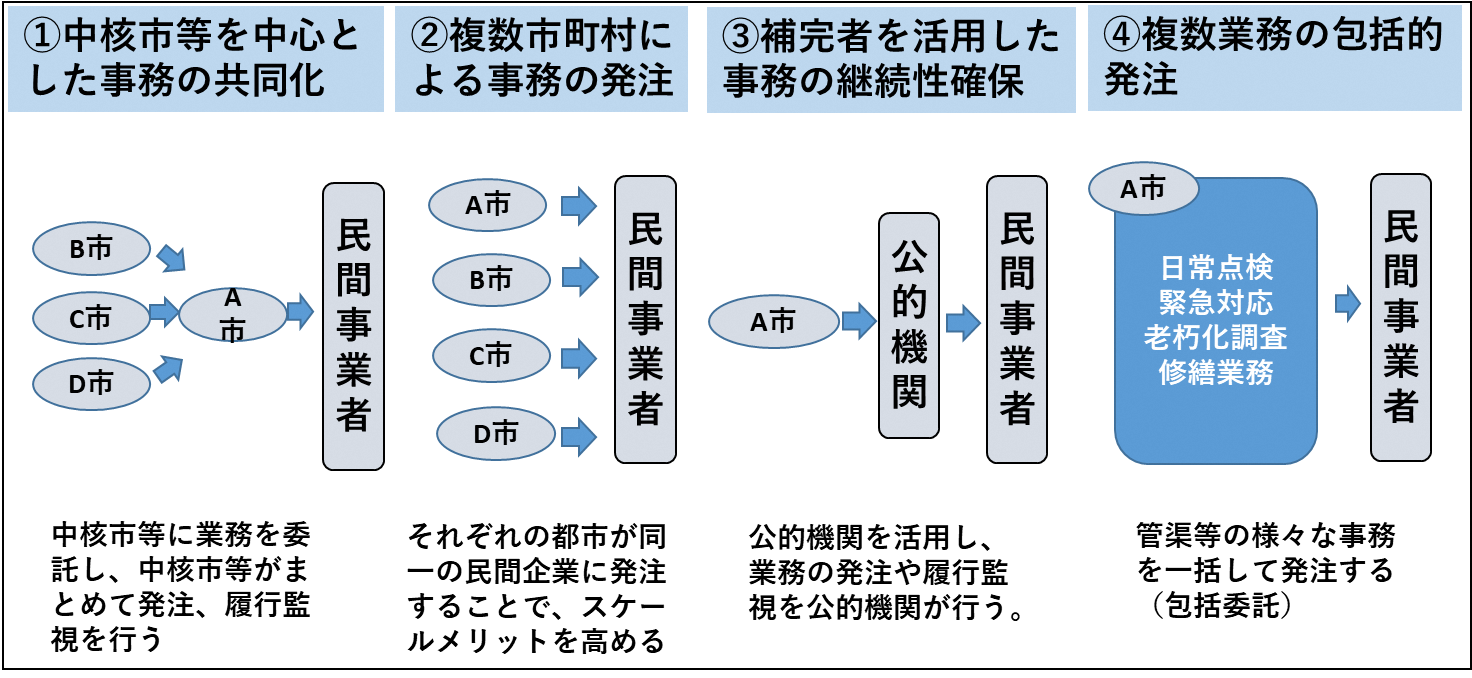 ①中核市等を中心と
した事務の共同化
B市
C市
D市
A
市
民間事業者
中核市等に業務を委
託し、中核市等がま
とめて発注、履行監
視を行う
②複数市町村に
よる事務の発注
A市
B市
C市
D市
民間事業者
それぞれの都市が同
一の民間企業に発注
することで、スケー
ルメリットを高める
③補完者を活用した
事務の継続性確保
A市
公的機関
民間事業者
公的機関を活用し、
業務の発注や履行監
視を公的機関が行う。
④複数業務の包括的
発注
A市
日常点検
緊急対応
老朽化調査
修繕業務
民間事業者
管渠等の様々な事務
を一括して発注する
（包括委託）